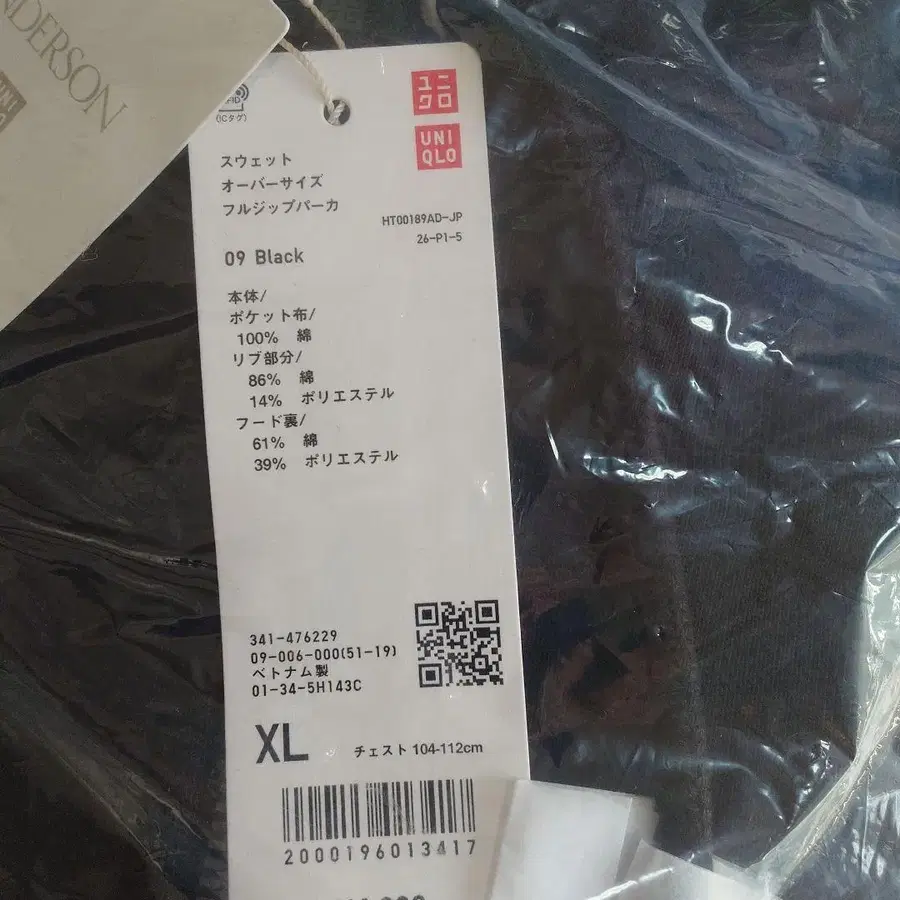 NDERSON
(ICタグ)
ユニ
クロ
UNI
QLO
スウェット
オーバーサイズ
フルジップパーカ
HT00189AD-JP
26-P1-5
09 Black
本体/
ポケット布/
100% 綿
リブ部分/
86% 綿
14% ポリエステル
フード裏/
61% 綿
39% ポリエステル
341-476229
09-006-000(51-19)
ベトナム製
01-34-5H143C
XL チェスト 104-112cm
2000196013417